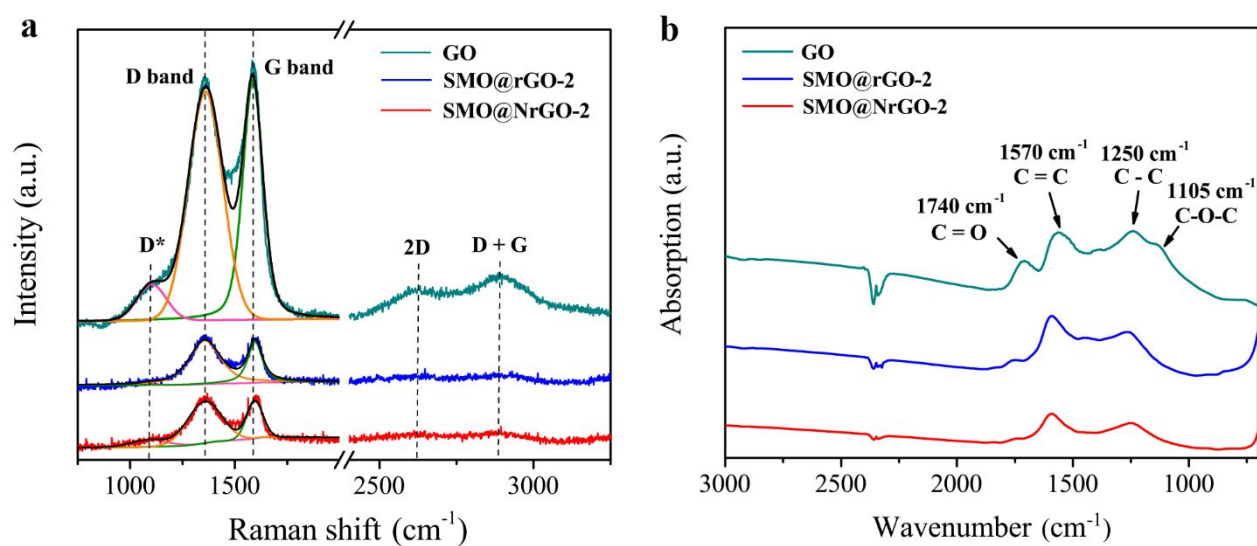 a
D band
G band
GO
SMO@rGO-2
SMO@NrGO-2
D*
2D
D + G
Intensity (a.u.)
1000
1500
2500
3000
Raman shift (cm⁻¹)
b
GO
SMO@rGO-2
SMO@NrGO-2
1740 cm⁻¹
C = O
1570 cm⁻¹
C = C
1250 cm⁻¹
C - C
1105 cm⁻¹
C-O-C
Absorption (a.u.)
3000
2500
2000
1500
1000
Wavenumber (cm⁻¹)